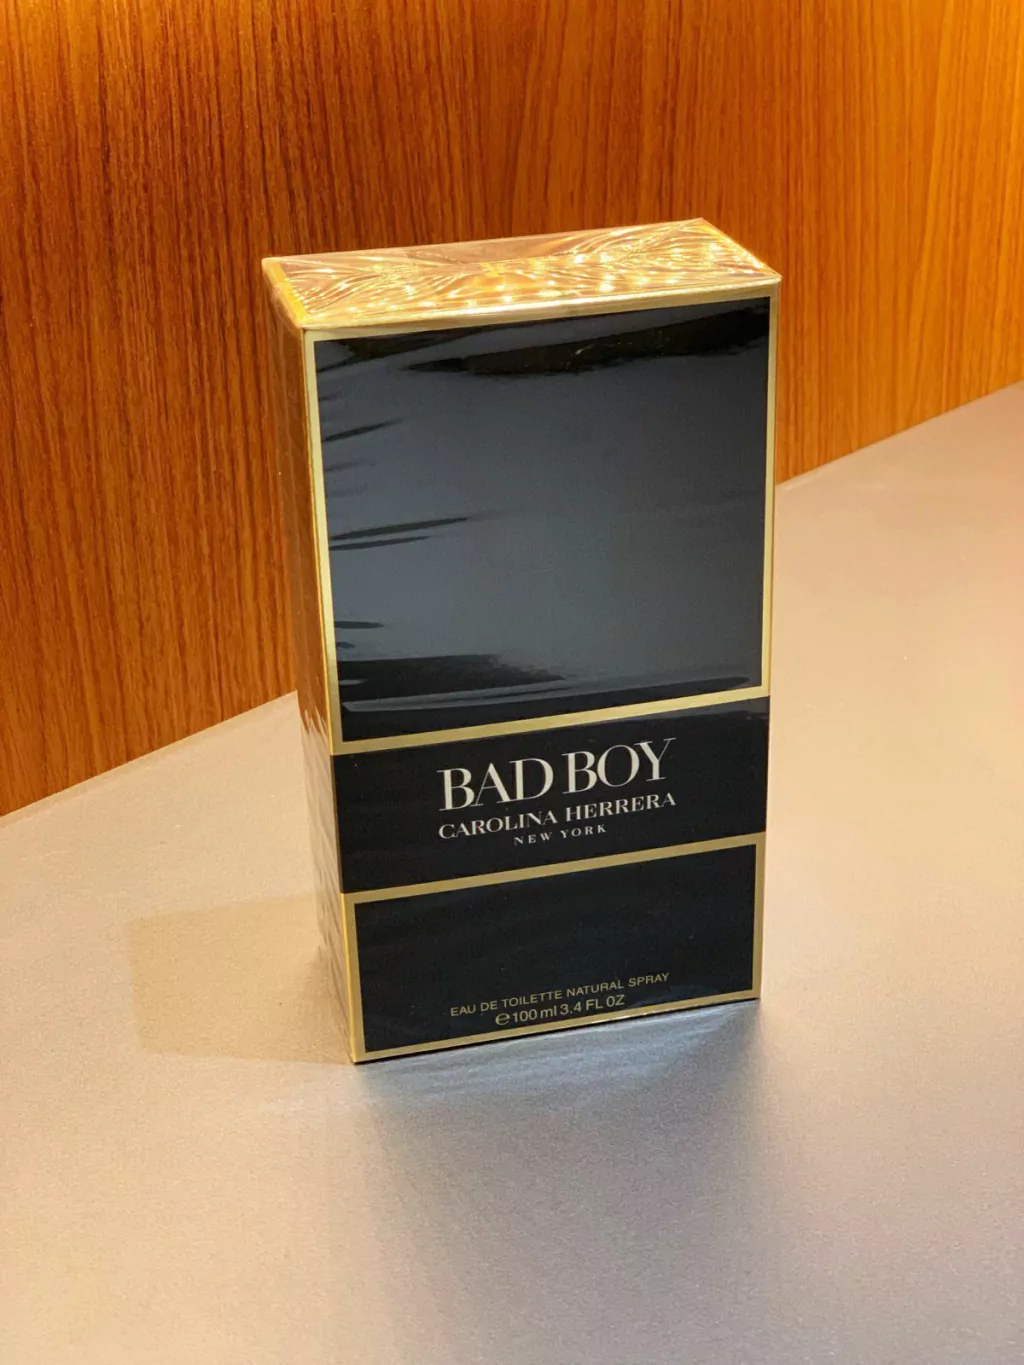 BAD BOY
CAROLINA HERRERA
NEW YORK
EAU DE TOILETTE NATURAL SPRAY
℮100 ml 3.4 FL OZ